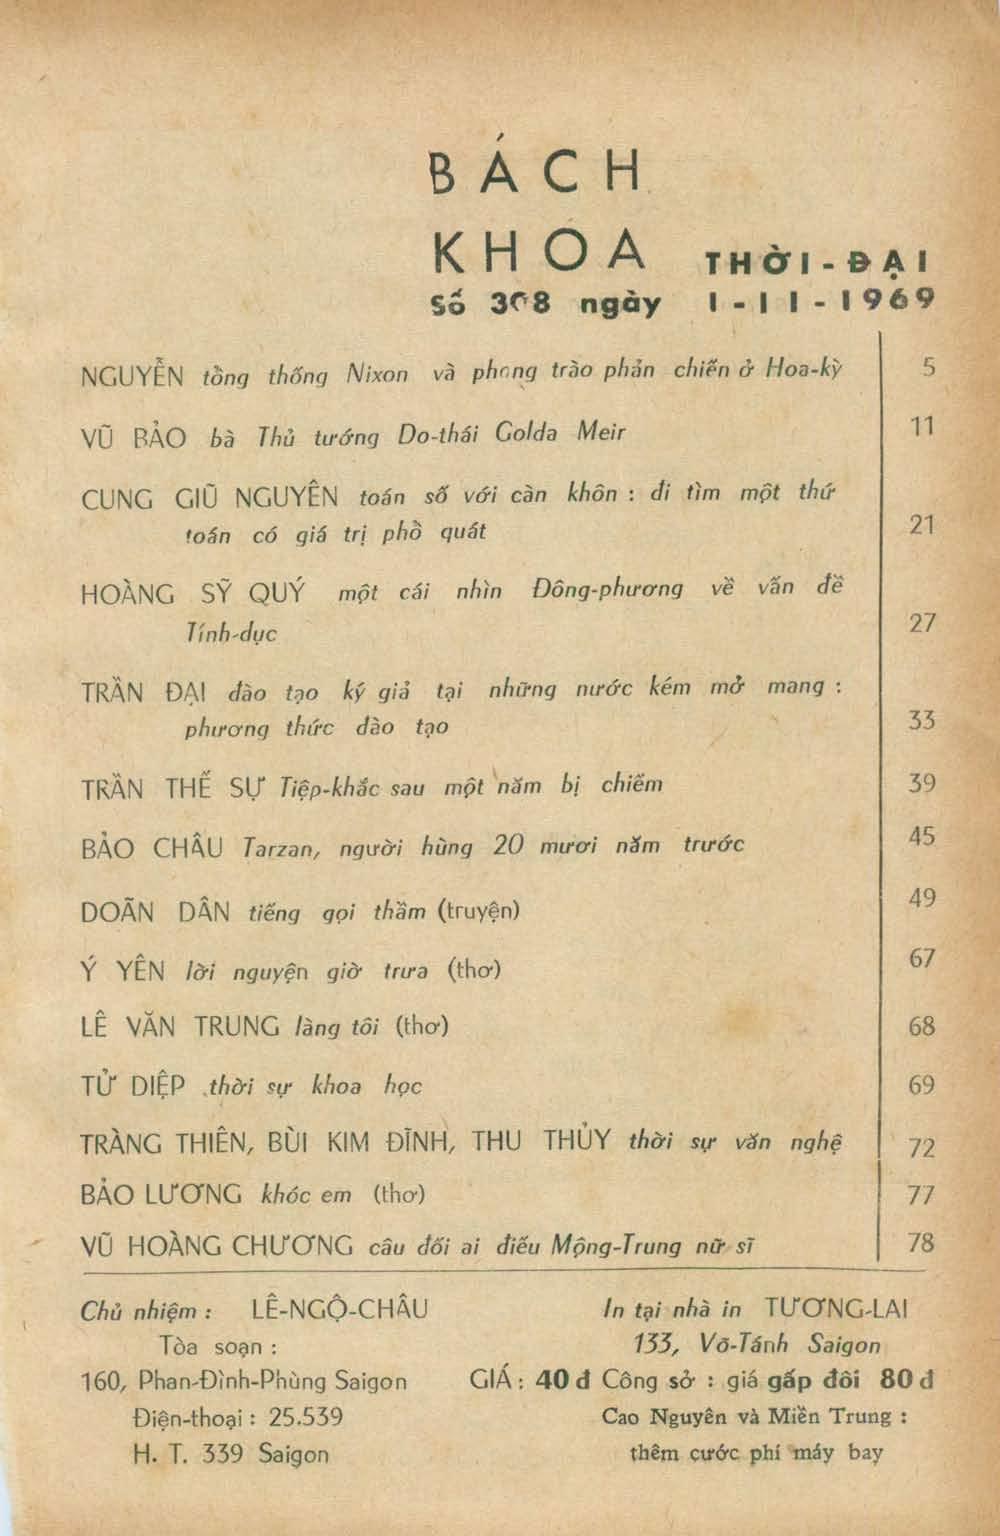 BÁCH
KHOA THỜI-ĐẠI
Số 308 ngày 1-11-1969
NGUYỄN tổng thống Nixon và phong trào phản chiến ở Hoa-kỳ 5
VŨ BẢO bà Thủ tướng Do-thái Golda Meir 11
CUNG GIŨ NGUYÊN toán số với càn khôn : đi tìm một thứ
toán có giá trị phổ quát 21
HOÀNG SỸ QUÝ một cái nhìn Đông-phương về vấn đề
Tính-dục 27
TRẦN ĐẠI đào tạo ký giả tại những nước kém mở mang :
phương thức đào tạo 33
TRẦN THẾ SỰ Tiệp-khắc sau một năm bị chiếm 39
BẢO CHÂU Tarzan, người hùng 20 mươi năm trước 45
DOÃN DÂN tiếng gọi thầm (truyện) 49
Ý YÊN lời nguyện giờ trưa (thơ) 67
LÊ VĂN TRUNG làng tôi (thơ) 68
TỬ DIỆP thời sự khoa học 69
TRÀNG THIÊN, BÙI KIM ĐĨNH, THU THỦY thời sự văn nghệ 72
BẢO LƯƠNG khóc em (thơ) 77
VŨ HOÀNG CHƯƠNG câu đối ai điếu Mộng-Trung nữ sĩ 78
Chủ nhiệm : LÊ-NGỘ-CHÂU
Tòa soạn :
160, Phan-Đình-Phùng Saigon
Điện-thoại : 25.539
H. T. 339 Saigon
In tại nhà in TƯƠNG-LAI
133, Võ-Tánh Saigon
GIÁ : 40 đ Công sở : giá gấp đôi 80 đ
Cao Nguyên và Miền Trung :
thêm cước phí máy bay